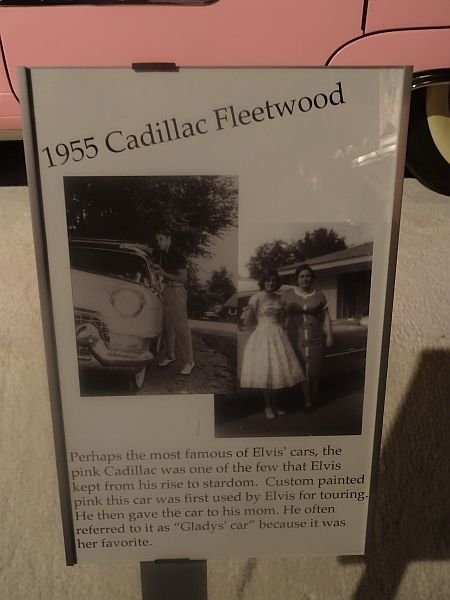 1955 Cadillac Fleetwood
Perhaps the most famous of Elvis' cars, the
pink Cadillac was one of the few that Elvis
kept from his rise to stardom.  Custom painted
pink this car was first used by Elvis for touring.
He then gave the car to his mom. He often
referred to it as “Gladys' car” because it was
her favorite.